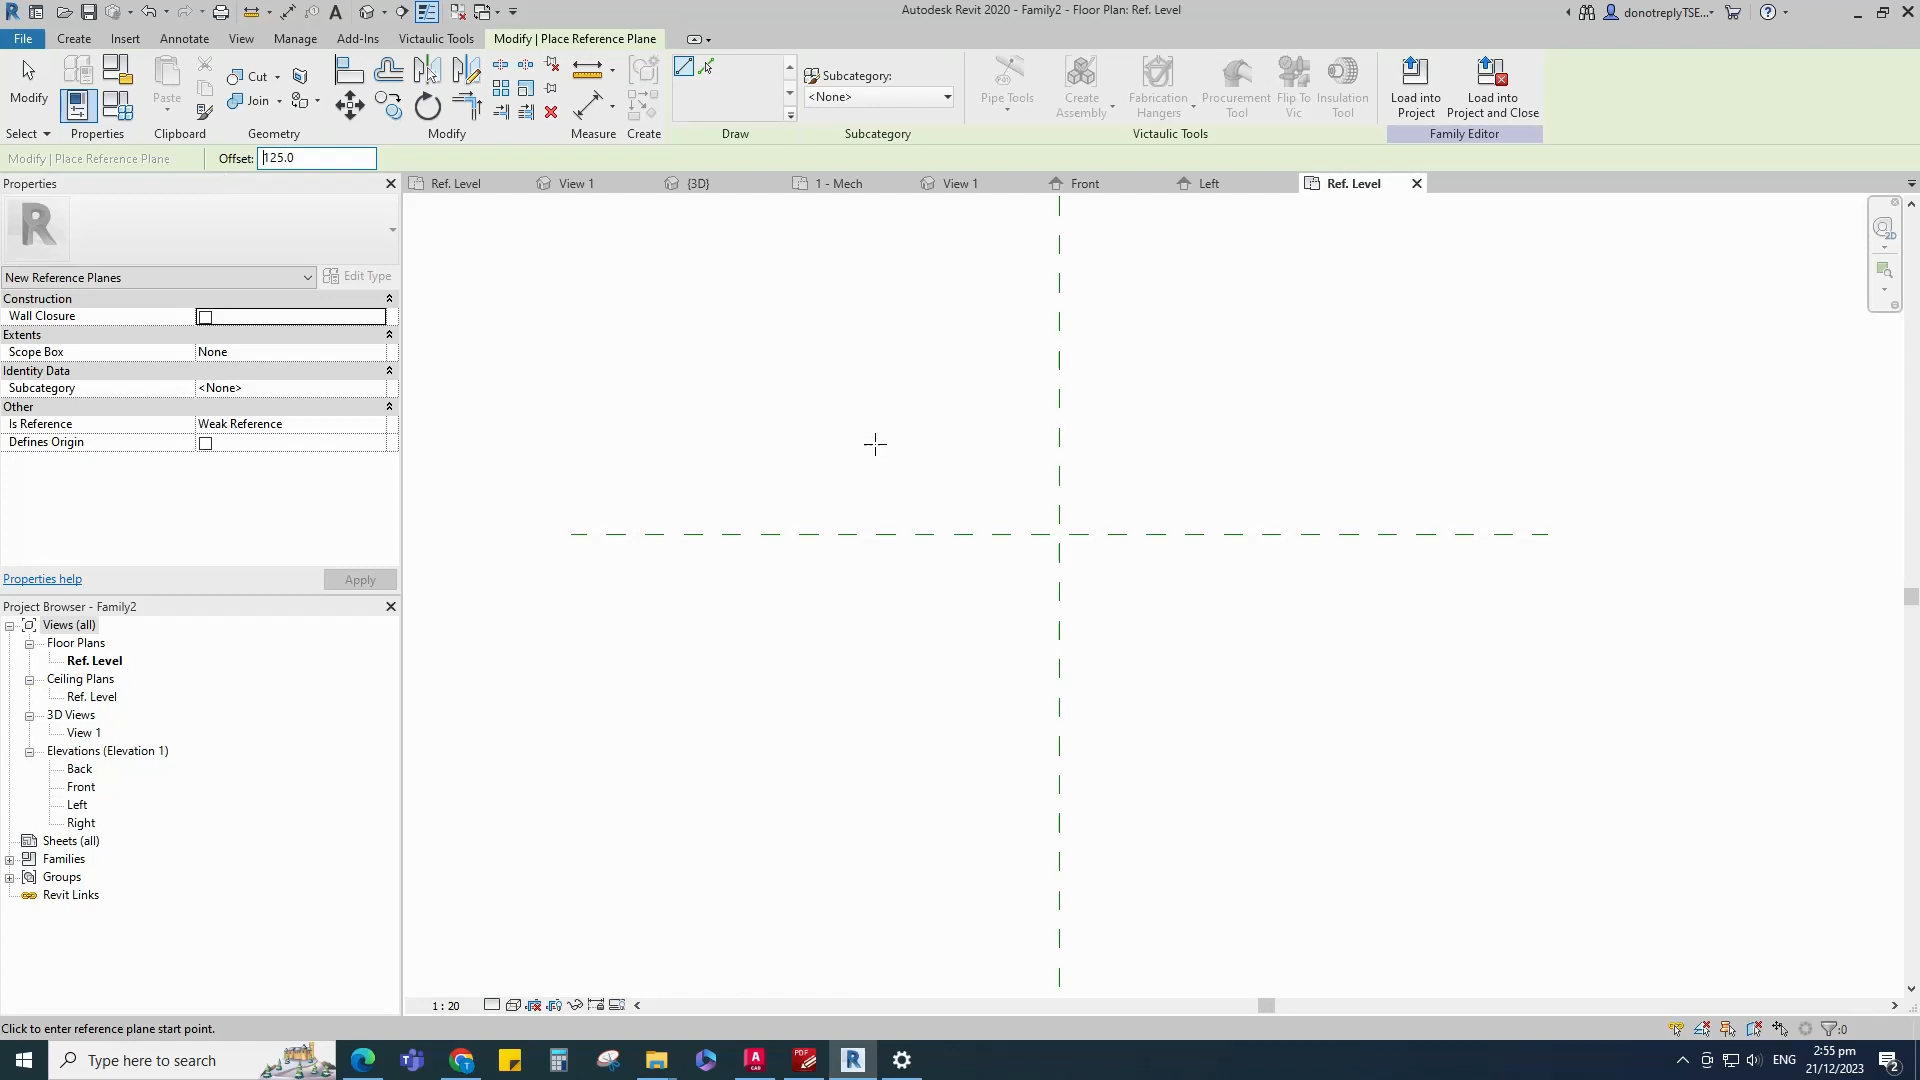 Autodesk Revit 2020 - Family2 - Floor Plan: Ref. Level
donotreplyTSE...
File Create Insert Annotate View Manage Add-Ins Victaulic Tools Modify | Place Reference Plane
Modify
Paste
Cut
Join
Subcategory:
<None>
Pipe Tools
Create Assembly
Fabrication Hangers
Procurement Tool
Flip To Vic
Insulation Tool
Load into Project
Load into Project and Close
Select Properties Clipboard Geometry Modify Measure Create Draw Subcategory Victaulic Tools Family Editor
Modify | Place Reference Plane Offset: 125.0
Properties
Ref. Level View 1 {3D} 1 - Mech View 1 Front Left Ref. Level
R
2D
New Reference Planes Edit Type
Construction
Wall Closure
Extents
Scope Box None
Identity Data
Subcategory <None>
Other
Is Reference Weak Reference
Defines Origin
Properties help Apply
Project Browser - Family2
Views (all)
Floor Plans
Ref. Level
Ceiling Plans
Ref. Level
3D Views
View 1
Elevations (Elevation 1)
Back
Front
Left
Right
Sheets (all)
Families
Groups
Revit Links
1 : 20
Click to enter reference plane start point.
:0
Type here to search
ENG
2:55 pm
21/12/2023
2